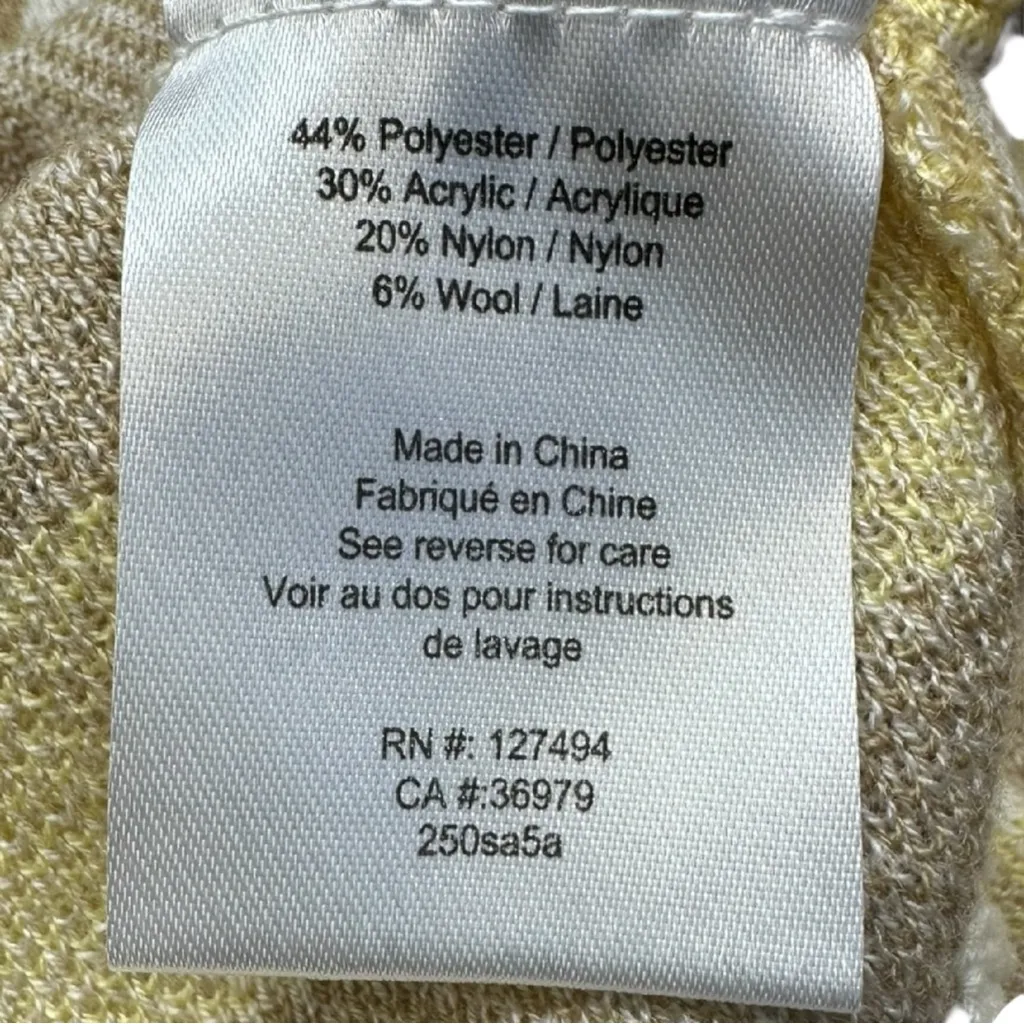 44% Polyester / Polyester
30% Acrylic / Acrylique
20% Nylon / Nylon
6% Wool / Laine
Made in China
Fabriqué en Chine
See reverse for care
Voir au dos pour instructions
de lavage
RN #: 127494
CA #:36979
250sa5a